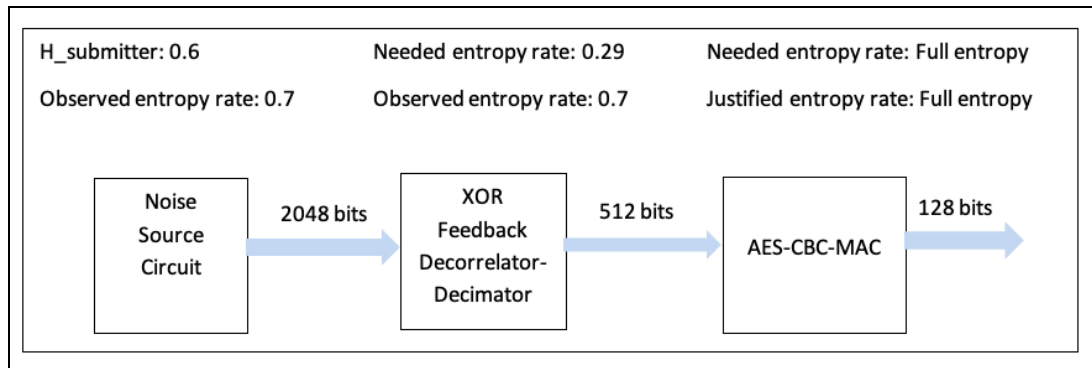 H_submitter: 0.6
Needed entropy rate: 0.29
Needed entropy rate: Full entropy
Observed entropy rate: 0.7
Observed entropy rate: 0.7
Justified entropy rate: Full entropy
Noise
Source
Circuit
2048 bits
XOR
Feedback
Decorrelator-
Decimator
512 bits
AES-CBC-MAC
128 bits